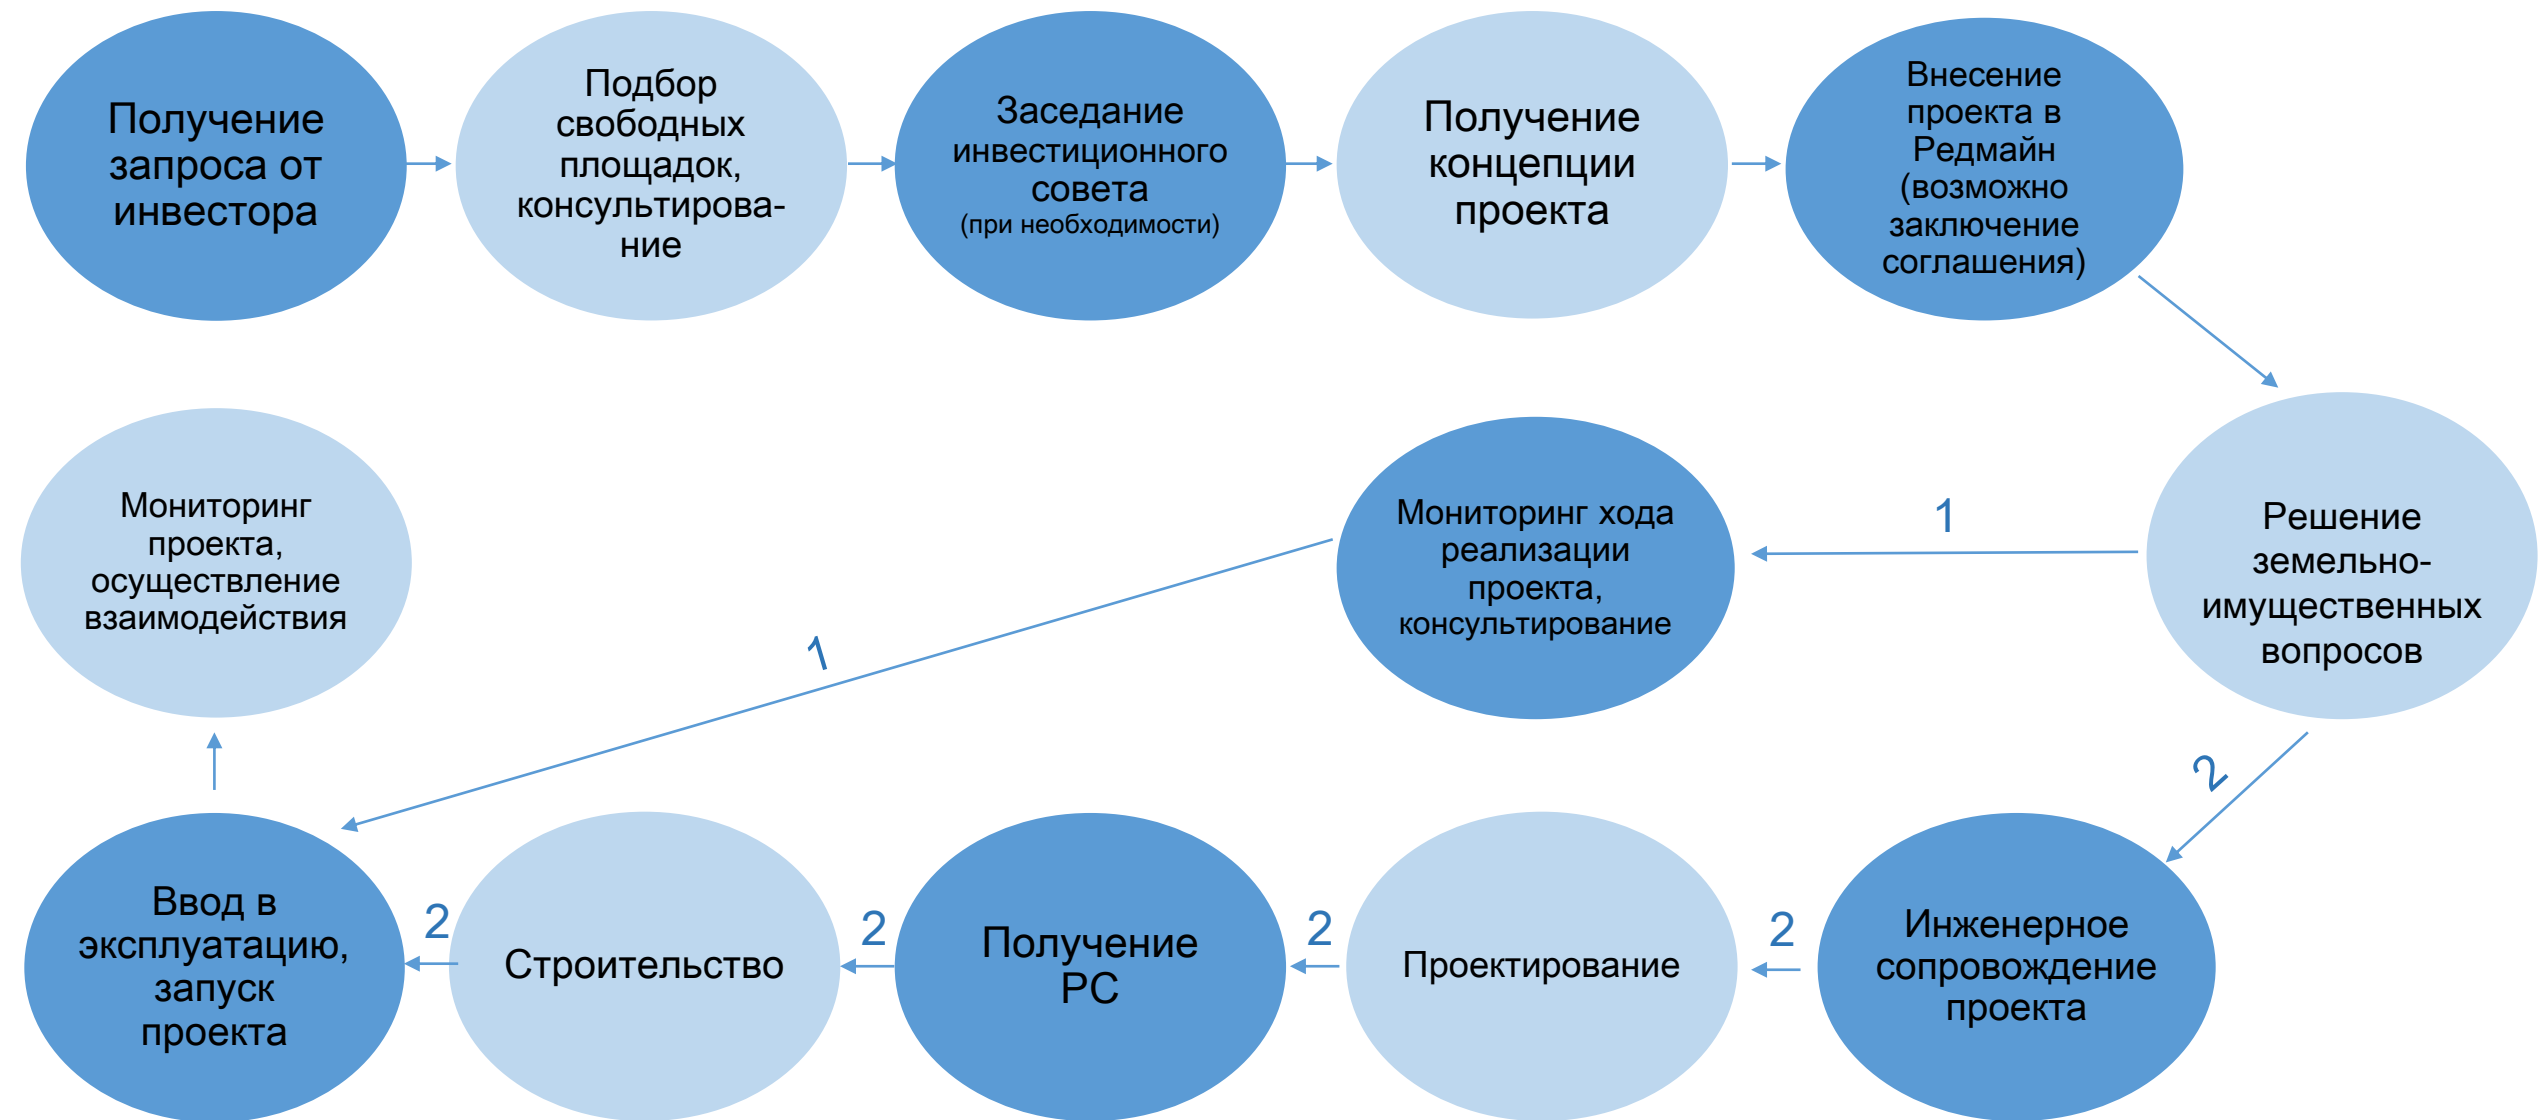 Получение
запроса от
инвестора
Подбор
свободных
площадок,
консультирова-
ние
Заседание
инвестиционного
совета
(при необходимости)
Получение
концепции
проекта
Внесение
проекта в
Редмайн
(возможно
заключение
соглашения)
Мониторинг
проекта,
осуществление
взаимодействия
Мониторинг хода
реализации
проекта,
консультирование
1
Решение
земельно-
имущественных
вопросов
1
2
Ввод в
эксплуатацию,
запуск
проекта
2
Строительство
2
Получение
РС
2
Проектирование
2
Инженерное
сопровождение
проекта